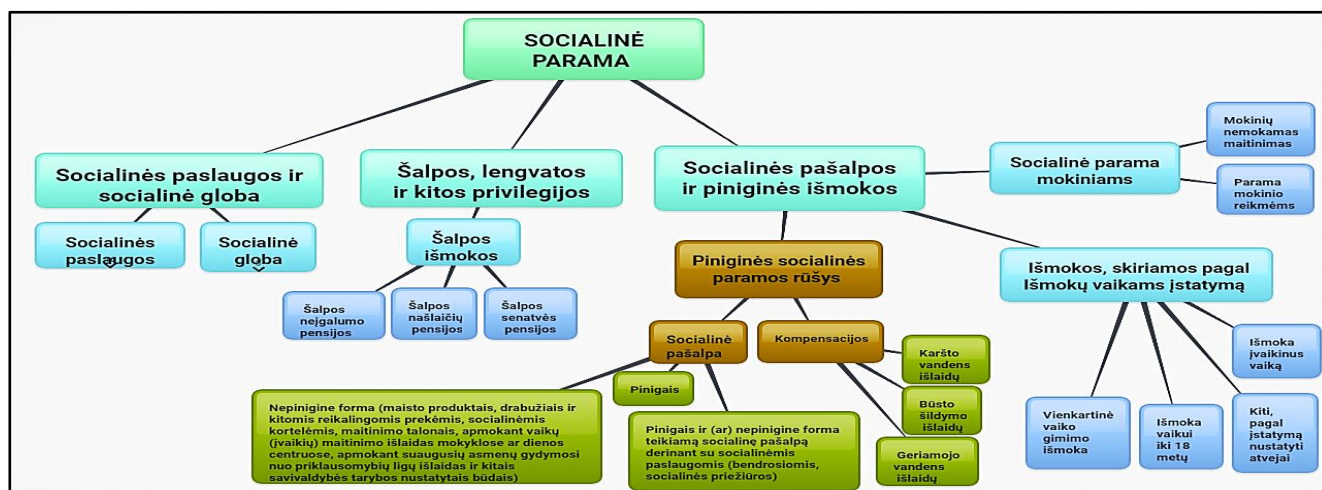 SOCIALINĖ
PARAMA
Socialinės paslaugos ir
socialinė globa
Socialinės
paslaugos
Socialinė
globa
Šalpos, lengvatos
ir kitos privilegijos
Šalpos
išmokos
Šalpos
neįgalumo
pensijos
Šalpos
našlaičių
pensijos
Šalpos
senatvės
pensijos
Socialinės pašalpos
ir piniginės išmokos
Socialinė parama
mokiniams
Mokinių
nemokamas
maitinimas
Parama
mokinio
reikmėms
Piniginės socialinės
paramos rūšys
Socialinė
pašalpa
Nepinigine forma (maisto produktais, drabužiais ir
kitomis reikalingomis prekėmis, socialinėmis
kortelėmis, maitinimo talonais, apmokant vaikų
(įvaikių) maitinimo išlaidas mokyklose ar dienos
centruose, apmokant suaugusių asmenų gydymosi
nuo priklausomybių ligų išlaidas ir kitais
savivaldybės tarybos nustatytais būdais)
Pinigais
Pinigais ir (ar) nepinigine forma
teikiamą socialinę pašalpą
derinant su socialinėmis
paslaugomis (bendrosiomis,
socialinės priežiūros)
Kompensacijos
Karšto
vandens
išlaidų
Būsto
šildymo
išlaidų
Geriamojo
vandens
išlaidų
Išmokos, skiriamos pagal
Išmokų vaikams įstatymą
Vienkartinė
vaiko
gimimo
išmoka
Išmoka
vaikui
iki 18
metų
Kiti,
pagal
įstatymą
nustatyti
atvejai
Išmoka
įvaikinus
vaiką